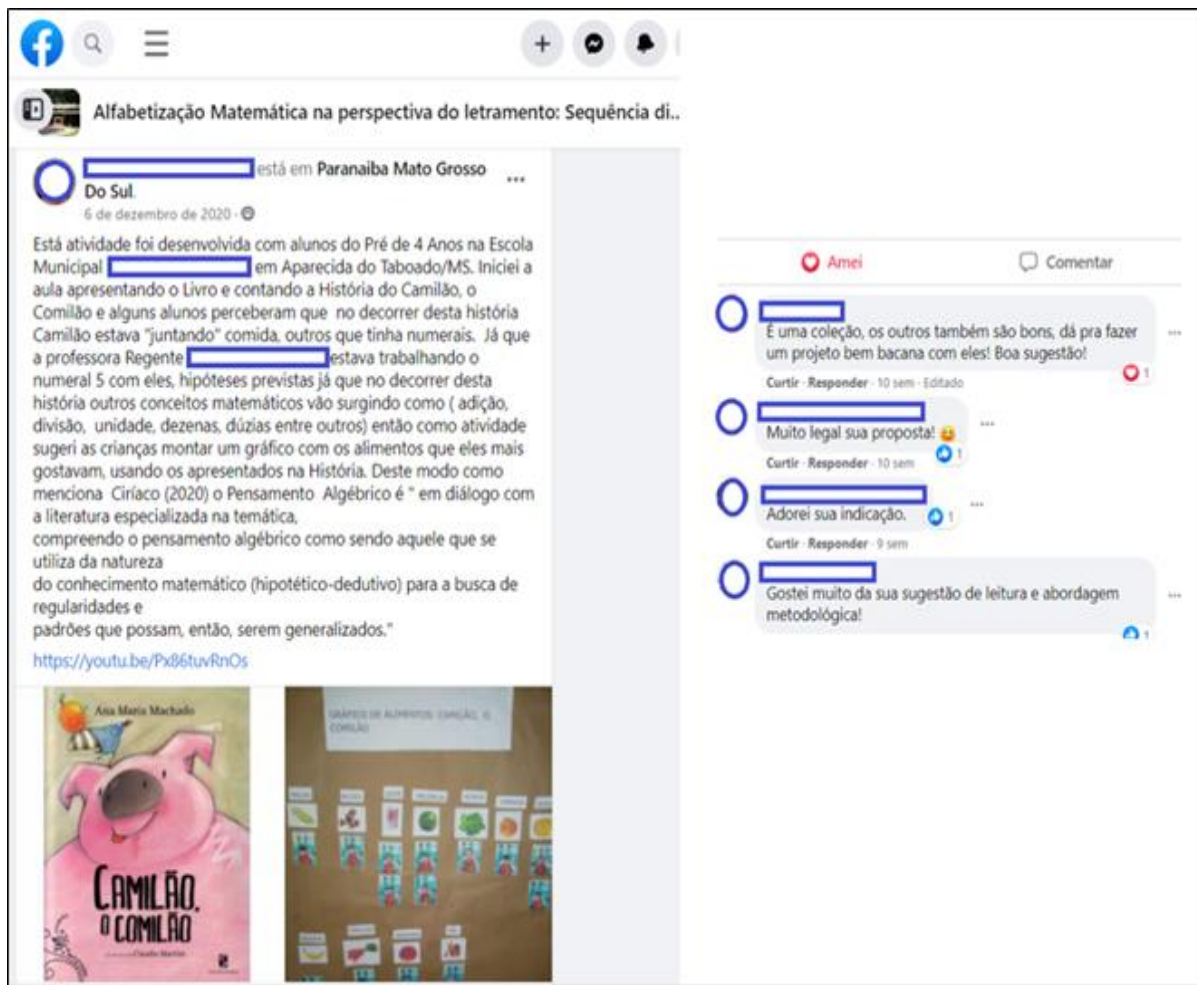 Alfabetização Matemática na perspectiva do letramento: Sequência di..
está em Paranaiba Mato Grosso
Do Sul.
6 de dezembro de 2020 ·
Está atividade foi desenvolvida com alunos do Pré de 4 Anos na Escola
Municipal em Aparecida do Taboado/MS. Iniciei a
aula apresentando o Livro e contando a História do Camilão, o
Comilão e alguns alunos perceberam que no decorrer desta história
Camilão estava "juntando" comida, outros que tinha numerais. Já que
a professora Regente estava trabalhando o
numeral 5 com eles, hipóteses previstas já que no decorrer desta
história outros conceitos matemáticos vão surgindo como ( adição,
divisão, unidade, dezenas, dúzias entre outros) então como atividade
sugeri as crianças montar um gráfico com os alimentos que eles mais
gostavam, usando os apresentados na História. Deste modo como
menciona Ciríaco (2020) o Pensamento Algébrico é " em diálogo com
a literatura especializada na temática,
compreendo o pensamento algébrico como sendo aquele que se
utiliza da natureza
do conhecimento matemático (hipotético-dedutivo) para a busca de
regularidades e
padrões que possam, então, serem generalizados."
https://youtu.be/Px86tuvRnOs
Ana Maria Machado
CAMILÃO,
O COMILÃO
Claudius Martins
GRÁFICO DE ALIMENTOS: CAMILÃO, O
COMILÃO
Amei
Comentar
É uma coleção, os outros também são bons, dá pra fazer
um projeto bem bacana com eles! Boa sugestão!
1
Curtir · Responder · 10 sem · Editado
Muito legal sua proposta!
1
Curtir · Responder · 10 sem
Adorei sua indicação.
1
Curtir · Responder · 9 sem
Gostei muito da sua sugestão de leitura e abordagem
metodológica!
1